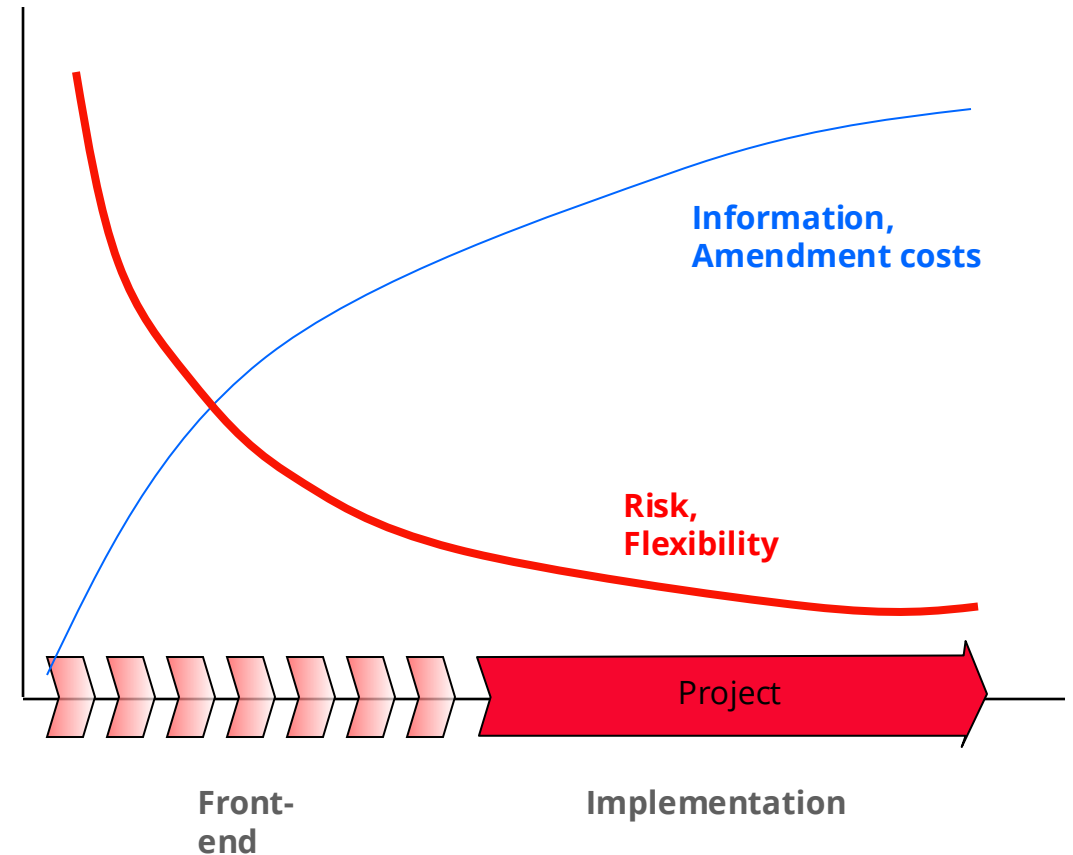 Information,
Amendment costs
Risk,
Flexibility
Project
Front-
end
Implementation